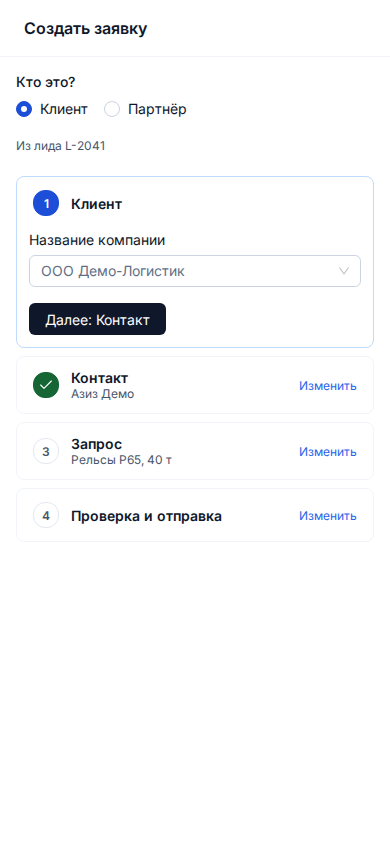 Создать заявку
Кто это?
Клиент Партнёр
Из лида L-2041
1 Клиент
Название компании
ООО Демо-Логистик
Далее: Контакт
Контакт
Азиз Демо
Изменить
3 Запрос
Рельсы Р65, 40 т
Изменить
4 Проверка и отправка Изменить